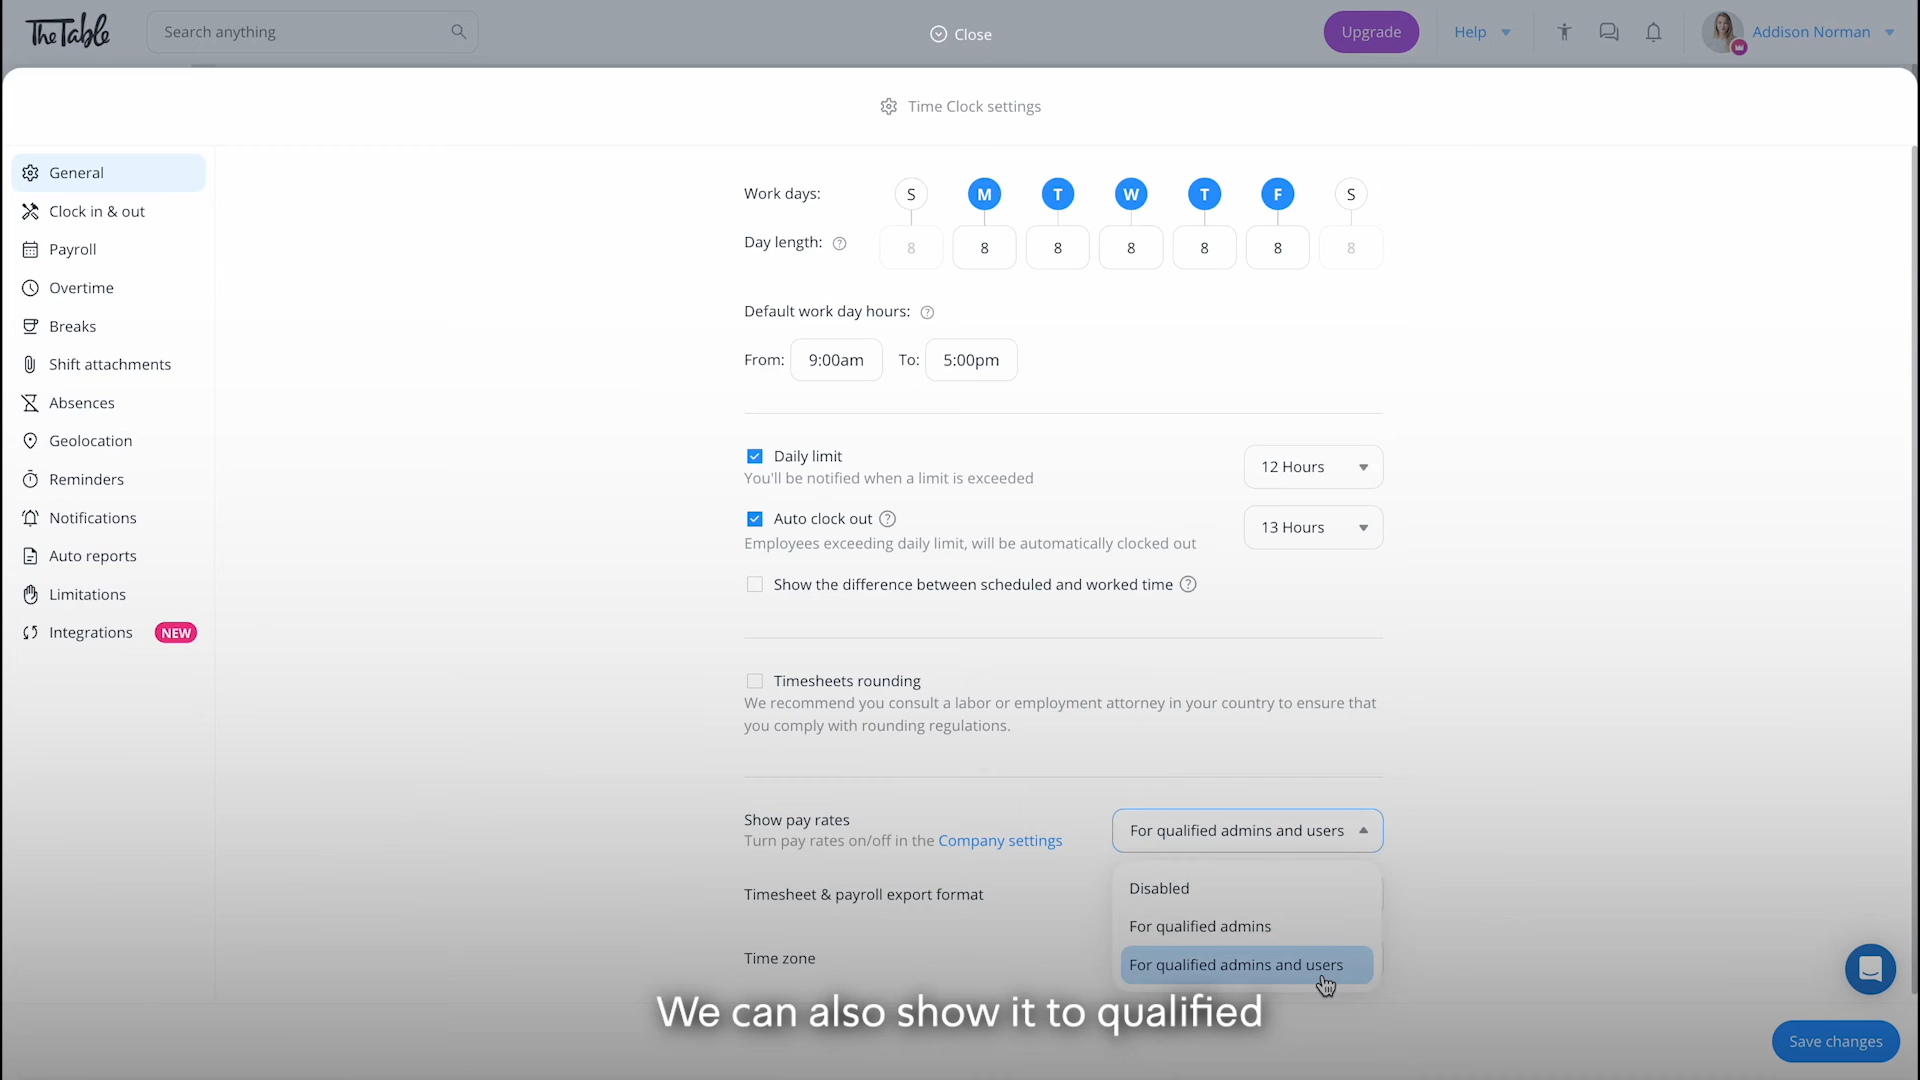 The Table
Search anything
Close
Upgrade
Help
Addison Norman
Time Clock settings
General
Clock in & out
Payroll
Overtime
Breaks
Shift attachments
Absences
Geolocation
Reminders
Notifications
Auto reports
Limitations
Integrations NEW
Work days: S M T W T F S
Day length: ? 8 8 8 8 8 8 8
Default work day hours: ?
From: 9:00am To: 5:00pm
Daily limit 12 Hours
You'll be notified when a limit is exceeded
Auto clock out ? 13 Hours
Employees exceeding daily limit, will be automatically clocked out
Show the difference between scheduled and worked time ?
Timesheets rounding
We recommend you consult a labor or employment attorney in your country to ensure that
you comply with rounding regulations.
Show pay rates
Turn pay rates on/off in the Company settings
For qualified admins and users
Disabled
For qualified admins
For qualified admins and users
Timesheet & payroll export format
Time zone
We can also show it to qualified
Save changes